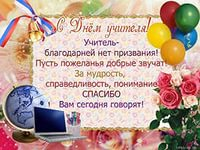 С Днём учителя!
Учитель-
благодарней нет призвания!
Пусть пожеланья добрые звучат!
За мудрость,
справедливость, понимание
СПАСИБО
Вам сегодня говорят!